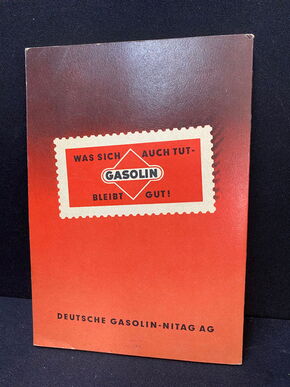 WAS SICH AUCH TUT-
GASOLIN
BLEIBT GUT!
DEUTSCHE GASOLIN-NITAG AG